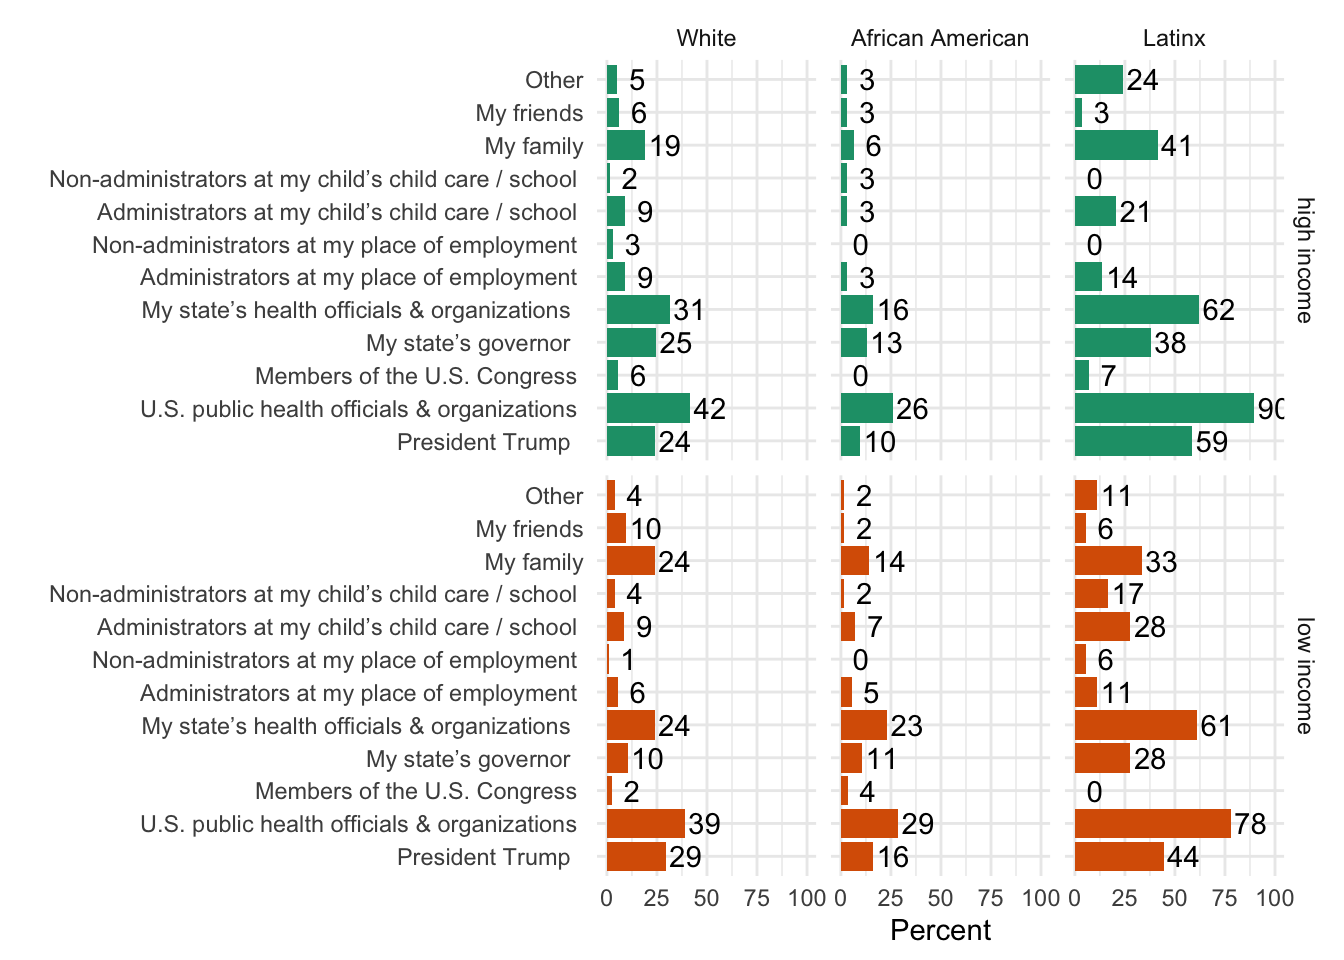 White African American Latinx
Other 5 3 24
My friends 6 3 3
My family 19 6 41
Non-administrators at my child’s child care / school 2 3 0
Administrators at my child’s child care / school 9 3 21
Non-administrators at my place of employment 3 0 0
Administrators at my place of employment 9 3 14
My state’s health officials & organizations 31 16 62
My state’s governor 25 13 38
Members of the U.S. Congress 6 0 7
U.S. public health officials & organizations 42 26 90
President Trump 24 10 59
high income
Other 4 2 11
My friends 10 2 6
My family 24 14 33
Non-administrators at my child’s child care / school 4 2 17
Administrators at my child’s child care / school 9 7 28
Non-administrators at my place of employment 1 0 6
Administrators at my place of employment 6 5 11
My state’s health officials & organizations 24 23 61
My state’s governor 10 11 28
Members of the U.S. Congress 2 4 0
U.S. public health officials & organizations 39 29 78
President Trump 29 16 44
low income
0 25 50 75 100 0 25 50 75 100 0 25 50 75 100
Percent